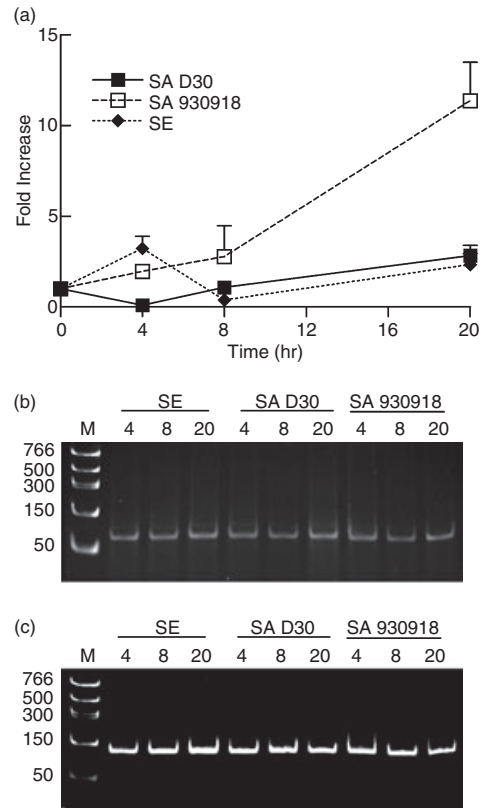 (a)
15
10
5
0
Fold Increase
SA D30
SA 930918
SE
0 4 8 12 16 20
Time (hr)
(b)
SE SA D30 SA 930918
M 4 8 20 4 8 20 4 8 20
766
500
300
150
50
(c)
SE SA D30 SA 930918
M 4 8 20 4 8 20 4 8 20
766
500
300
150
50